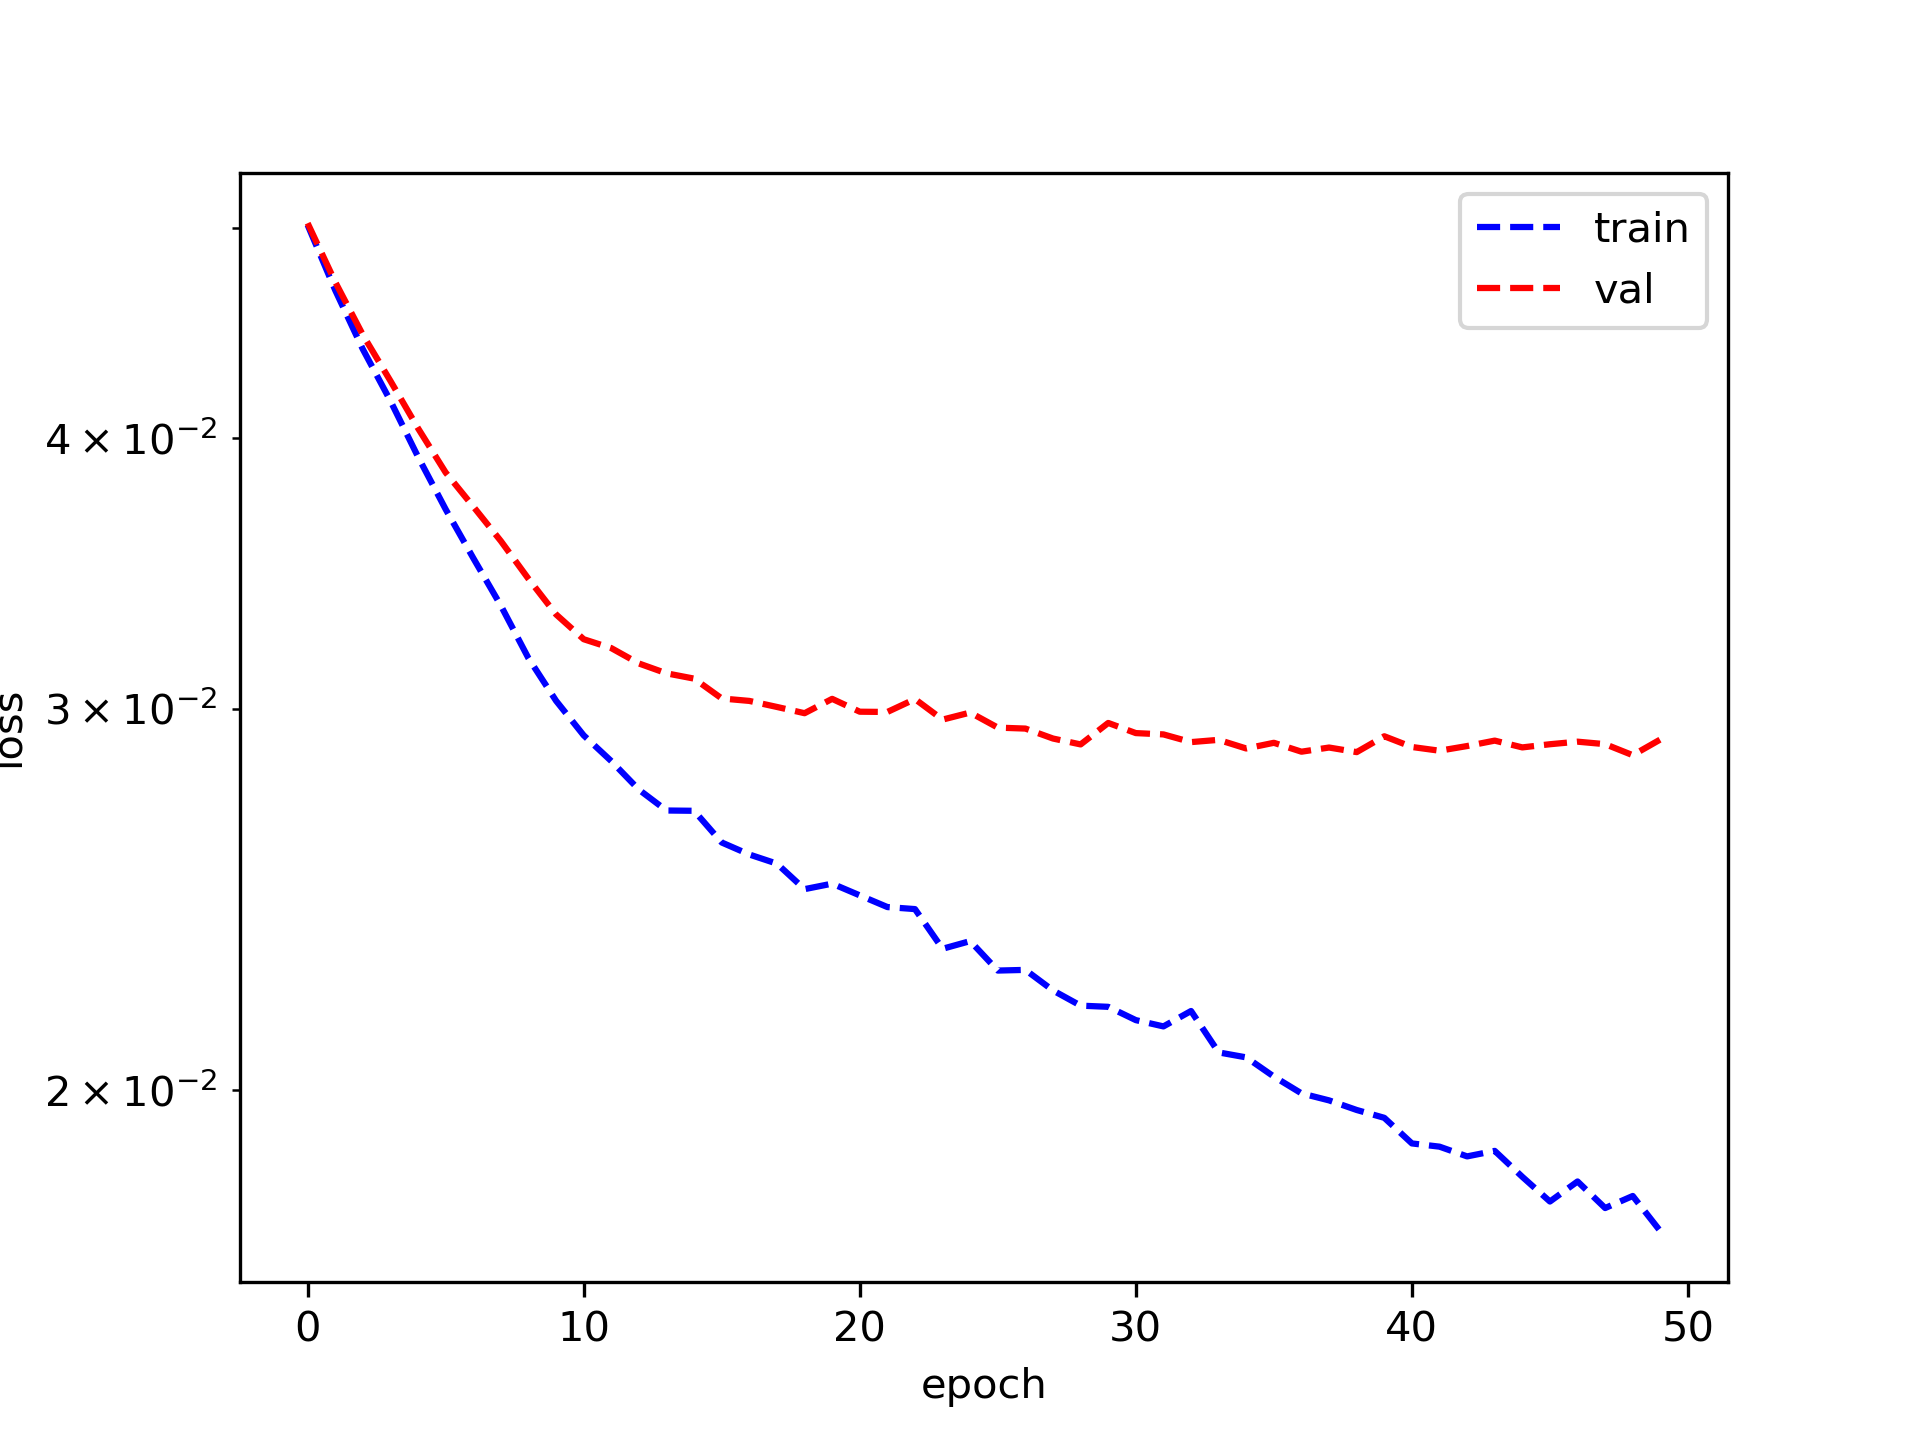 train
val
4 × 10⁻²
3 × 10⁻²
2 × 10⁻²
loss
0 10 20 30 40 50
epoch